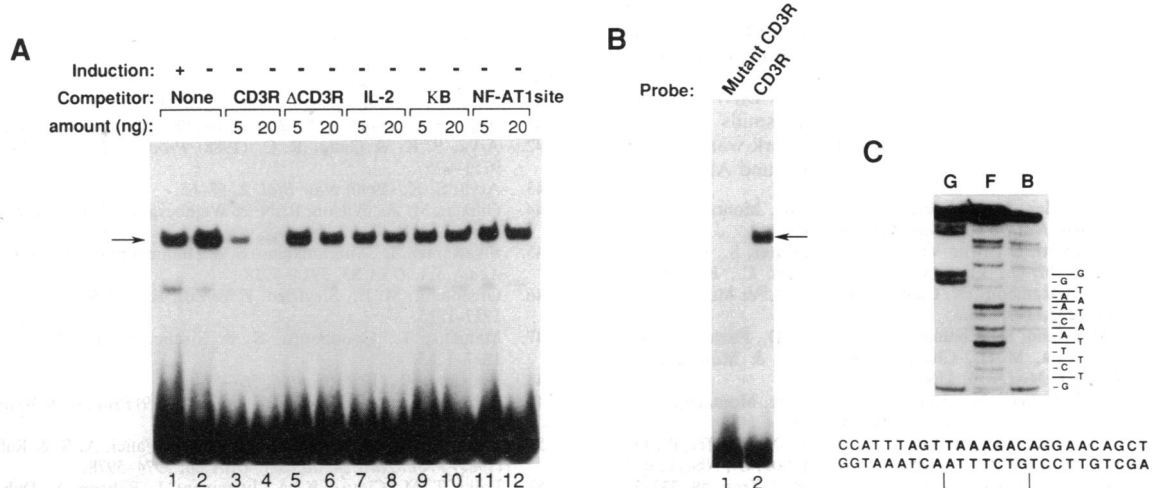 A
Induction: + - - - - - - - - - - -
Competitor: None CD3R ΔCD3R IL-2 KB NF-AT1site
amount (ng): 5 20 5 20 5 20 5 20 5 20
1 2 3 4 5 6 7 8 9 10 11 12
B
Mutant CD3R
CD3R
Probe:
1 2
C
G F B
G
-G
T
-A
A
-A
T
-C
A
-A
T
-T
T
-C
T
-G
CCATTTAGTTAAAGACAGGAACAGCT
GGTAAATCAATTTCTGTCCTTGTCGA